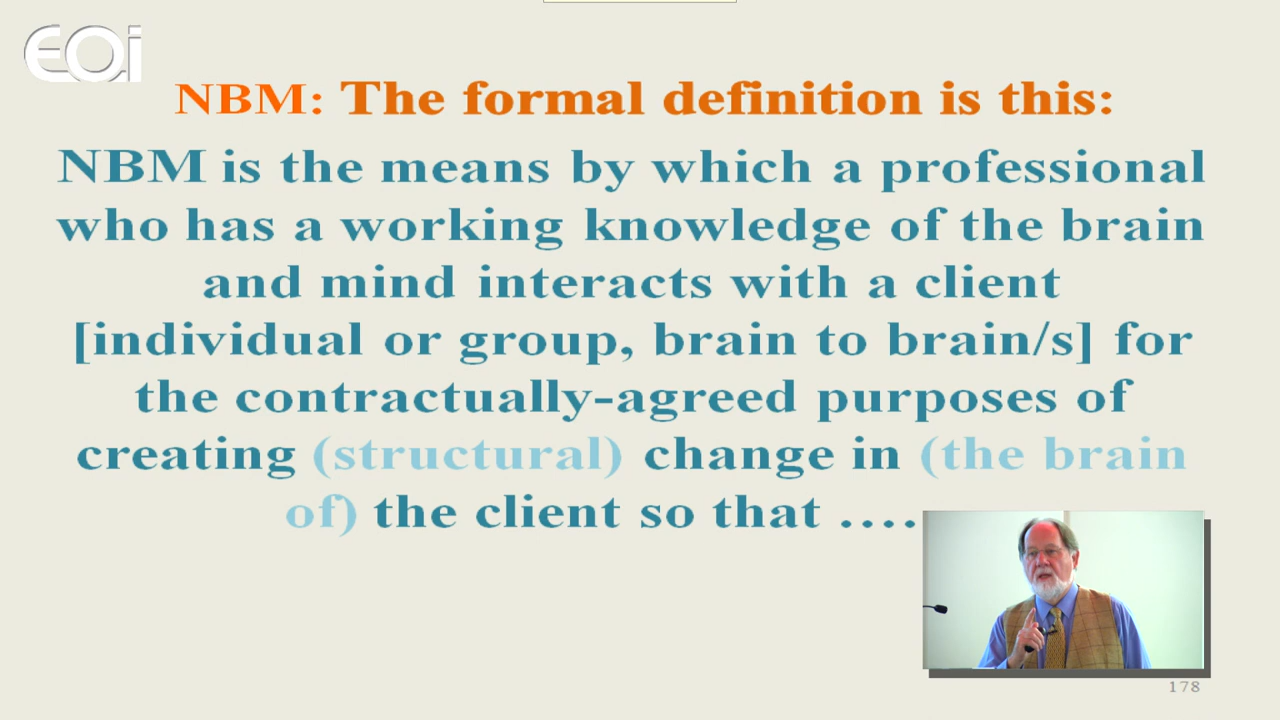 EQi
NBM: The formal definition is this:
NBM is the means by which a professional
who has a working knowledge of the brain
and mind interacts with a client
[individual or group, brain to brain/s] for
the contractually-agreed purposes of
creating (structural) change in (the brain
of) the client so that ....
178